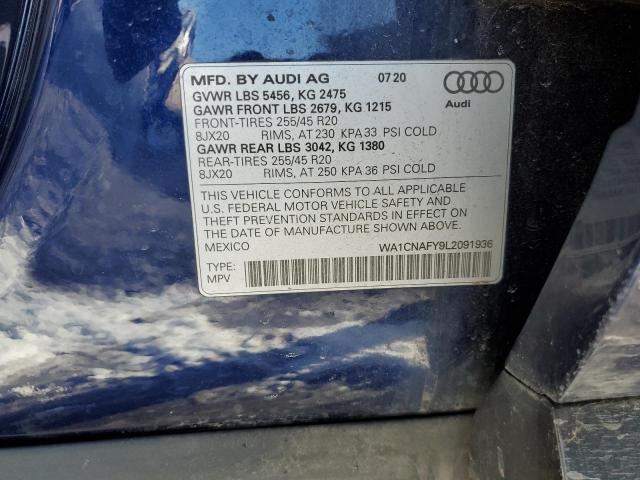 MFD. BY AUDI AG 07 20
GVWR LBS 5456, KG 2475
GAWR FRONT LBS 2679, KG 1215
FRONT-TIRES 255/45 R20
8JX20 RIMS, AT 230 KPA 33 PSI COLD
GAWR REAR LBS 3042, KG 1380
REAR-TIRES 255/45 R20
8JX20 RIMS, AT 250 KPA 36 PSI COLD
Audi
THIS VEHICLE CONFORMS TO ALL APPLICABLE
U.S. FEDERAL MOTOR VEHICLE SAFETY AND
THEFT PREVENTION STANDARDS IN EFFECT ON
THE DATE OF MANUFACTURE SHOWN ABOVE.
MEXICO WA1CNAFY9L2091936
TYPE:
MPV